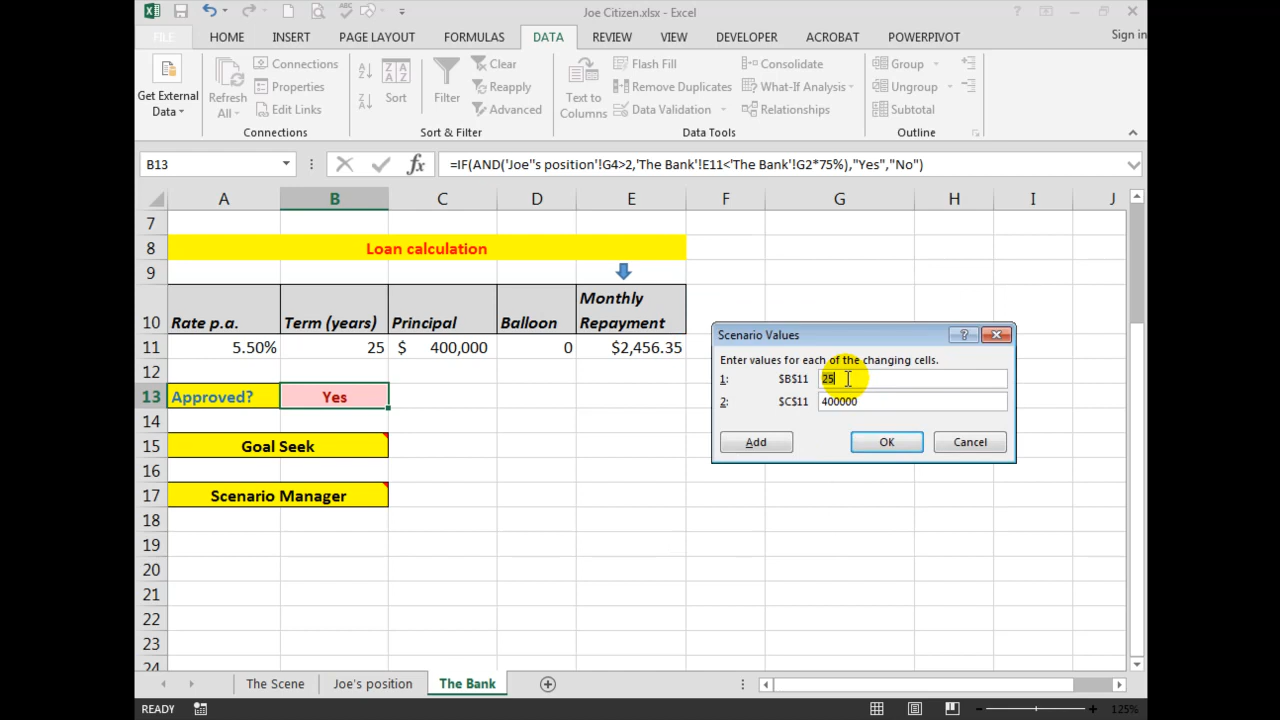 Joe Citizen.xlsx - Excel
FILE HOME INSERT PAGE LAYOUT FORMULAS DATA REVIEW VIEW DEVELOPER ACROBAT POWERPIVOT Sign in
Get External Data
Refresh All
Connections
Properties
Edit Links
Connections
Sort
Filter
Clear
Reapply
Advanced
Sort & Filter
Text to Columns
Flash Fill
Remove Duplicates
Data Validation
Consolidate
What-If Analysis
Relationships
Data Tools
Group
Ungroup
Subtotal
Outline
B13 fx =IF(AND('Joe''s position'!G4>2,'The Bank'!E11<'The Bank'!G2*75%),"Yes","No")
A B C D E F G H I J
7
8 Loan calculation
9
10 Rate p.a. Term (years) Principal Balloon Monthly Repayment
11 5.50% 25 $ 400,000 0 $2,456.35
12
13 Approved? Yes
14
15 Goal Seek
16
17 Scenario Manager
18
19
20
21
22
23
24
Scenario Values
Enter values for each of the changing cells.
1: $B$11 25
2: $C$11 400000
Add OK Cancel
The Scene Joe's position The Bank
READY 125%